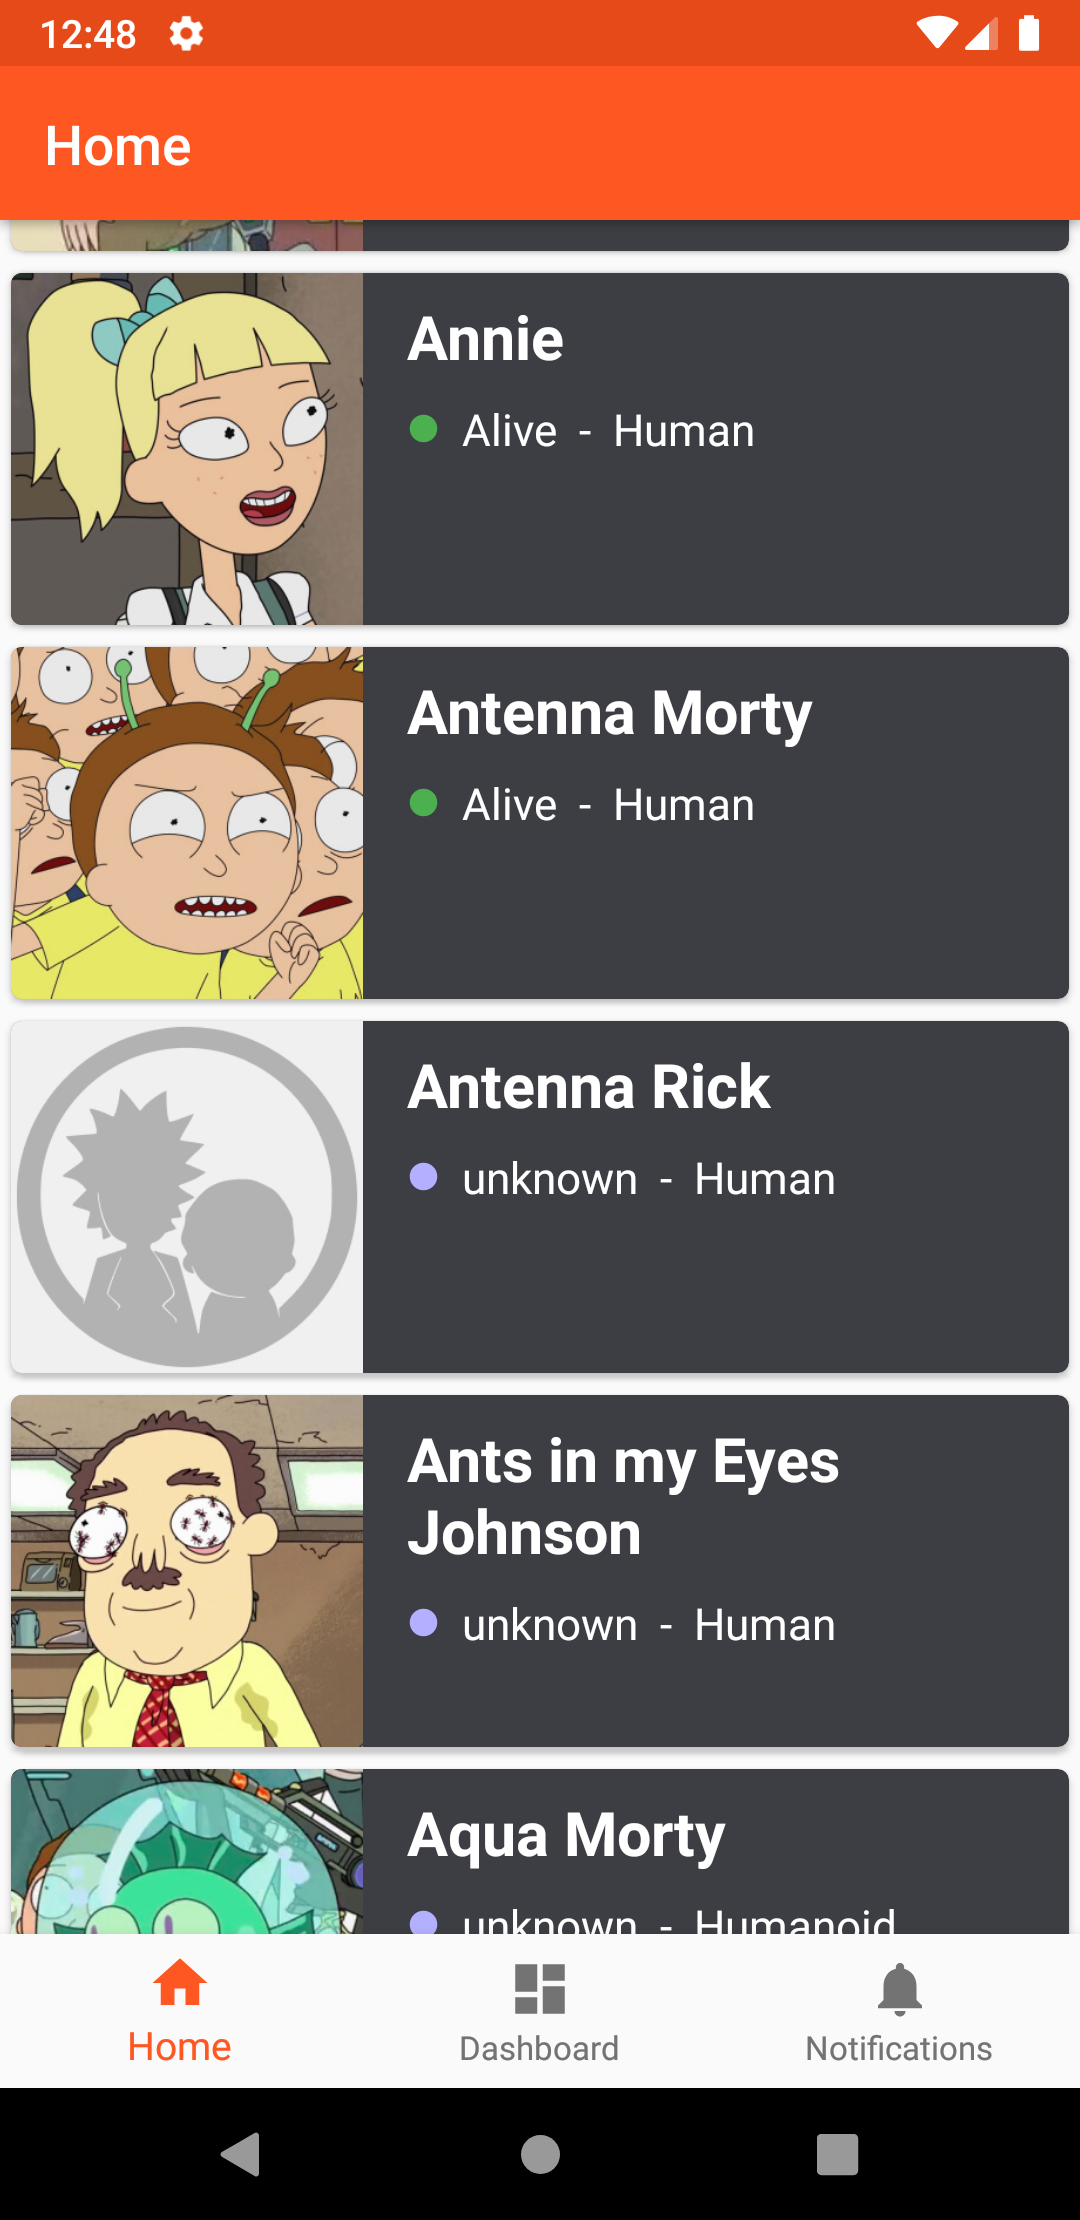 12:48
Home
Annie
Alive - Human
Antenna Morty
Alive - Human
Antenna Rick
unknown - Human
Ants in my Eyes
Johnson
unknown - Human
Aqua Morty
unknown - Humanoid
Home
Dashboard
Notifications